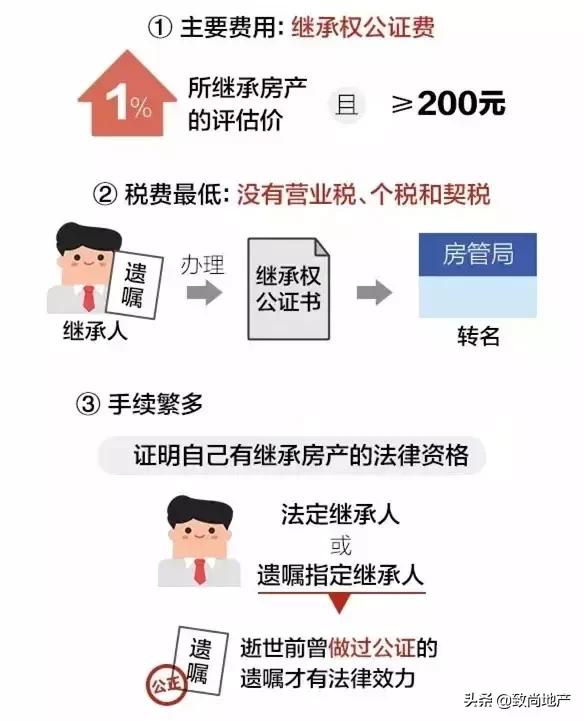 ① 主要费用：继承权公证费
1%
所继承房产
的评估价
且
≥200元
② 税费最低：没有营业税、个税和契税
遗嘱
继承人
办理
继承权
公证书
房管局
转名
③ 手续繁多
证明自己有继承房产的法律资格
法定继承人
或
遗嘱指定继承人
遗嘱
公正
逝世前曾做过公证的
遗嘱才有法律效力
头条 @致尚地产